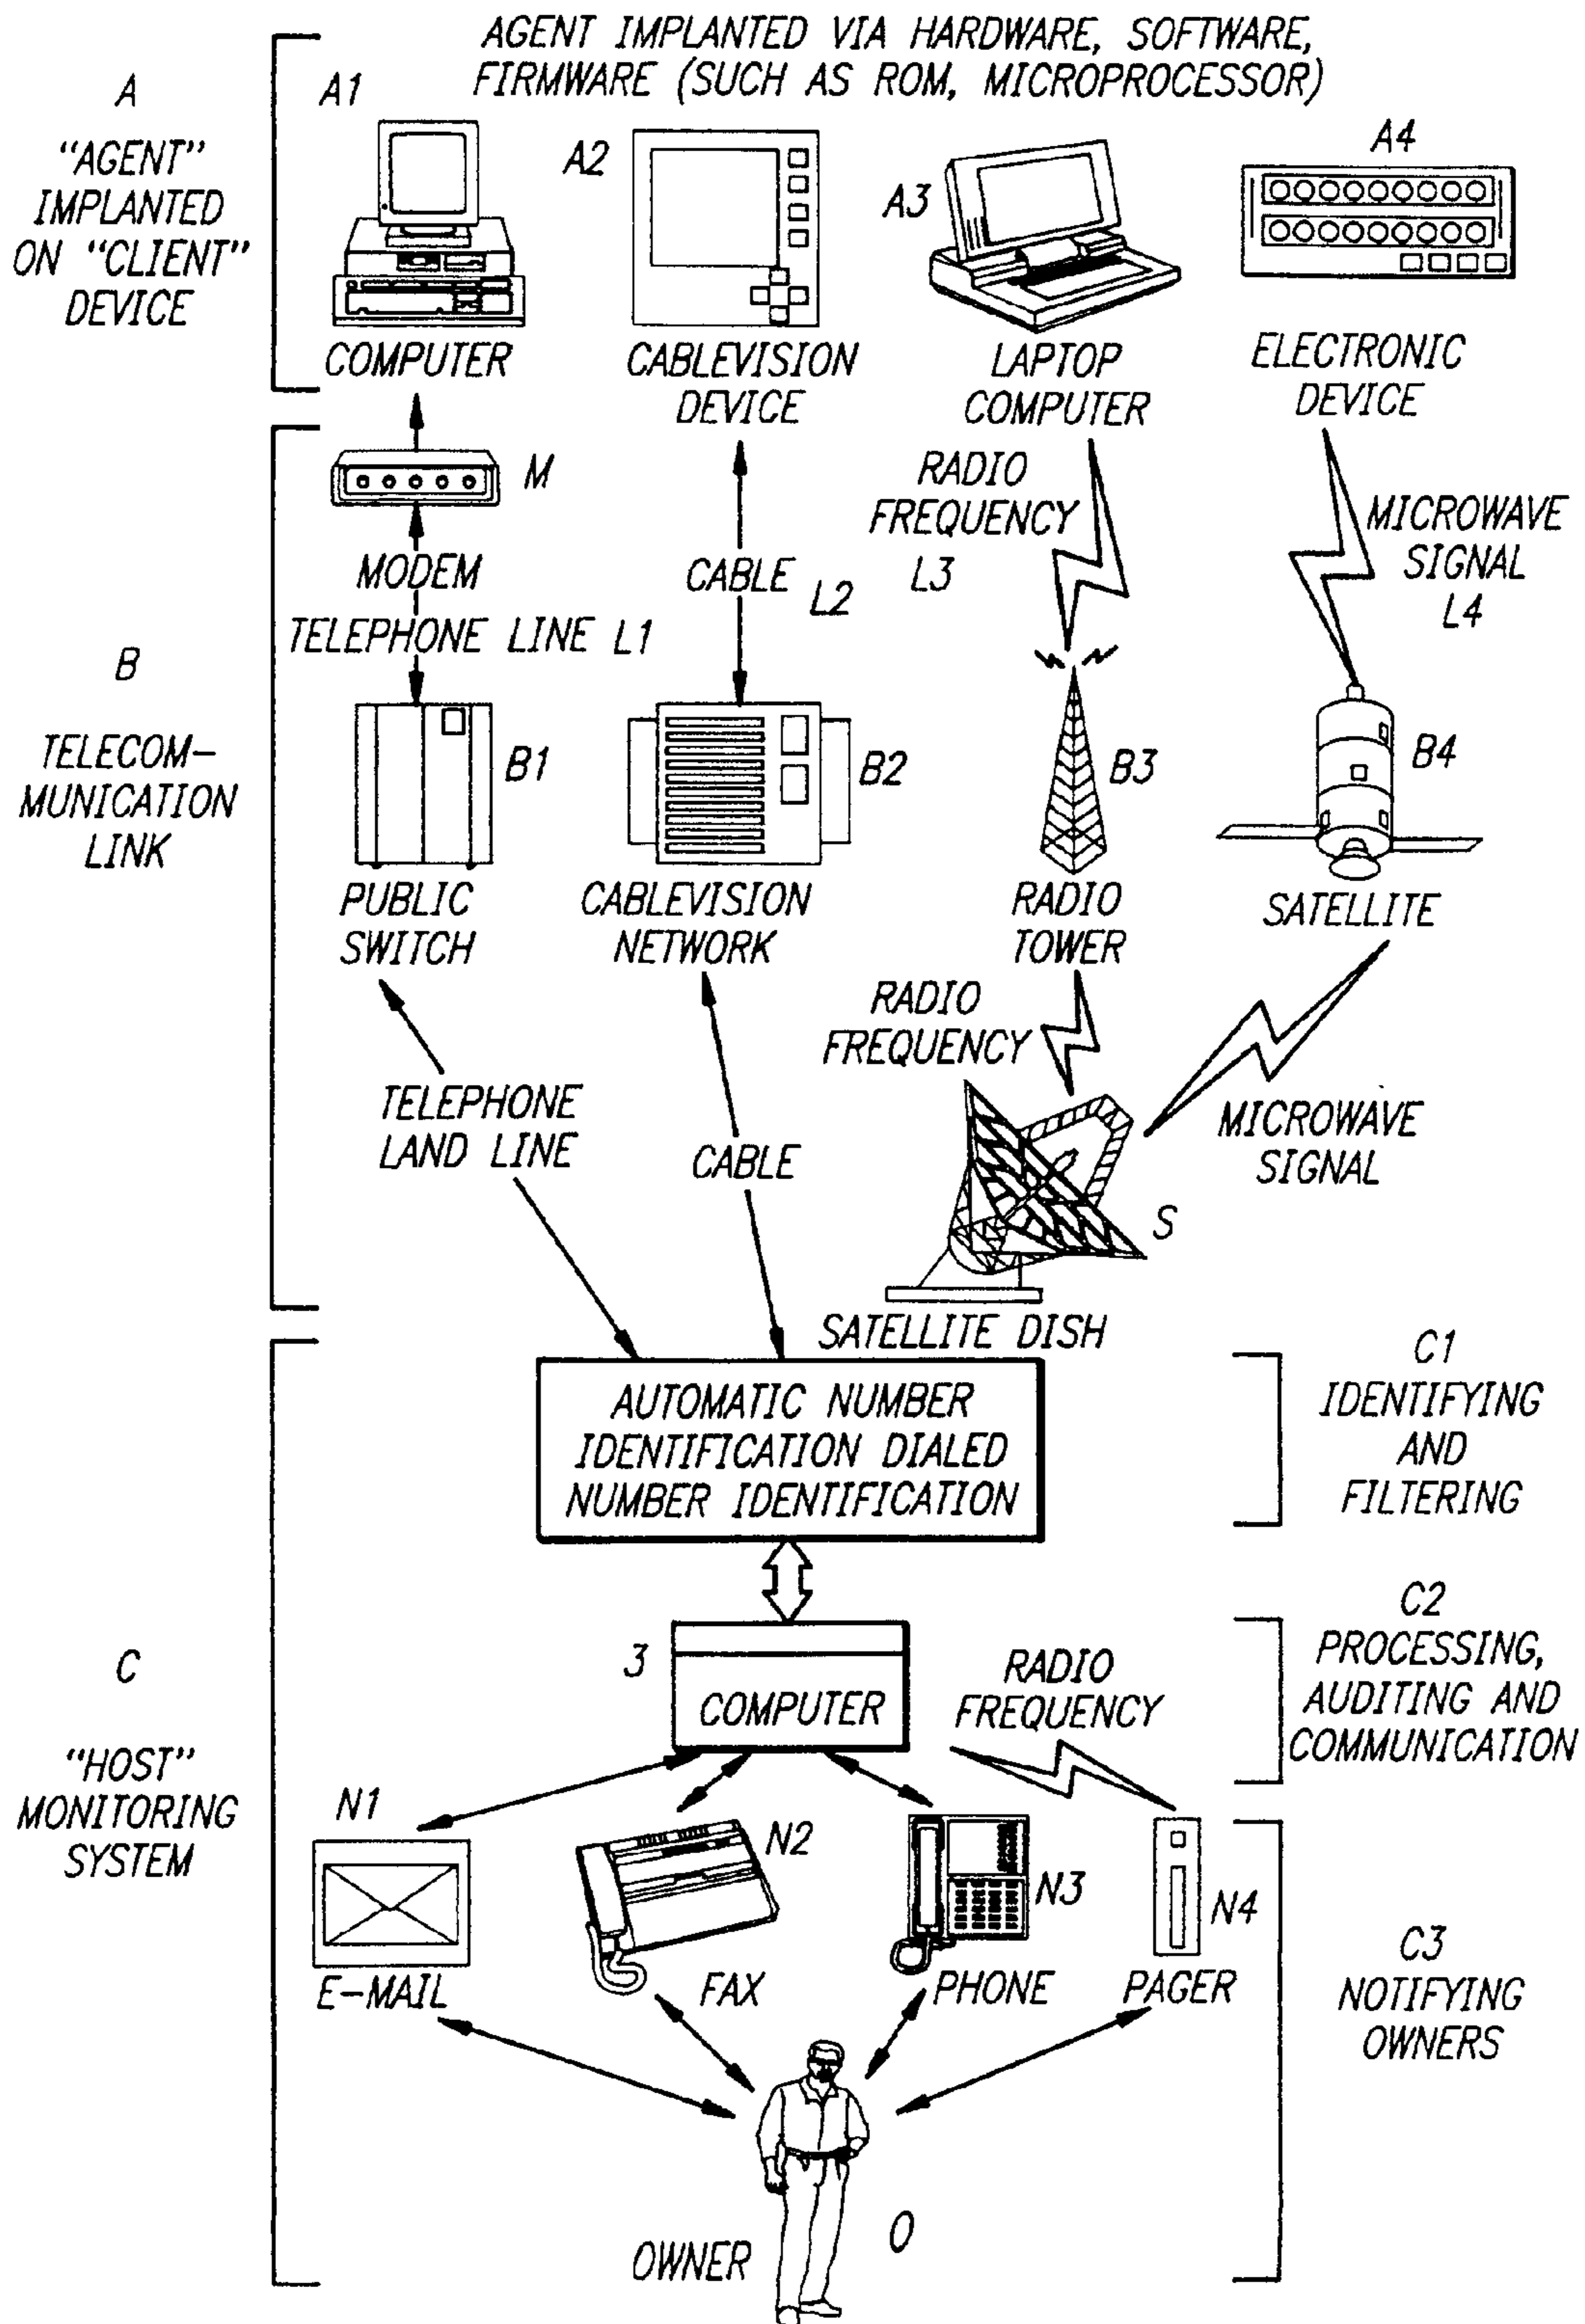 AGENT IMPLANTED VIA HARDWARE, SOFTWARE,
FIRMWARE (SUCH AS ROM, MICROPROCESSOR)
A
"AGENT"
IMPLANTED
ON "CLIENT"
DEVICE
A1
COMPUTER
A2
CABLEVISION
DEVICE
A3
LAPTOP
COMPUTER
A4
ELECTRONIC
DEVICE
B
TELECOM-
MUNICATION
LINK
M
MODEM
TELEPHONE LINE L1
CABLE
L2
RADIO
FREQUENCY
L3
MICROWAVE
SIGNAL
L4
B1
PUBLIC
SWITCH
B2
CABLEVISION
NETWORK
B3
RADIO
TOWER
B4
SATELLITE
TELEPHONE
LAND LINE
CABLE
RADIO
FREQUENCY
MICROWAVE
SIGNAL
S
SATELLITE DISH
C
"HOST"
MONITORING
SYSTEM
AUTOMATIC NUMBER
IDENTIFICATION DIALED
NUMBER IDENTIFICATION
C1
IDENTIFYING
AND
FILTERING
3
COMPUTER
RADIO
FREQUENCY
C2
PROCESSING,
AUDITING AND
COMMUNICATION
N1
E-MAIL
N2
FAX
N3
PHONE
N4
PAGER
C3
NOTIFYING
OWNERS
OWNER
O